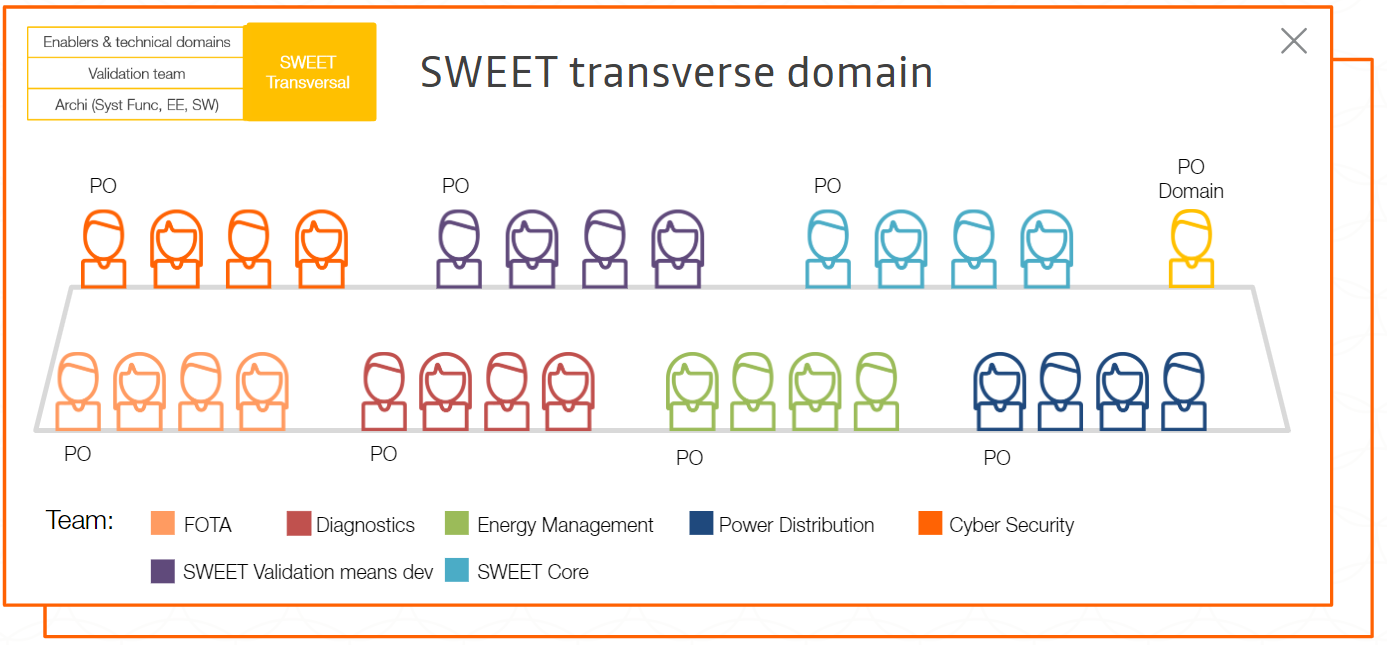 Enablers & technical domains
Validation team
Archi (Syst Func, EE, SW)
SWEET
Transversal
SWEET transverse domain
PO
PO
PO
PO
Domain
PO
PO
PO
PO
Team:
FOTA
Diagnostics
Energy Management
Power Distribution
Cyber Security
SWEET Validation means dev
SWEET Core